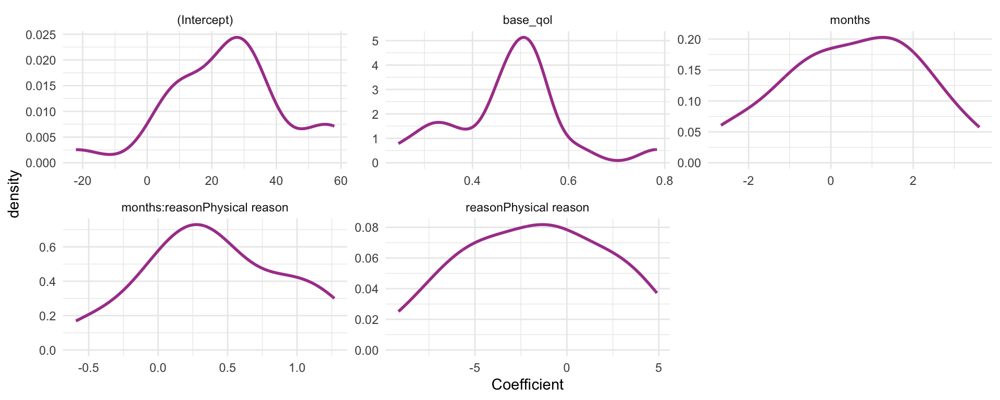 (Intercept)
base_qol
months
0.025
0.020
0.015
0.010
0.005
0.000
5
4
3
2
1
0
0.20
0.15
0.10
0.05
0.00
-20 0 20 40 60
0.4 0.6 0.8
-2 0 2
density
months:reasonPhysical reason
reasonPhysical reason
0.6
0.4
0.2
0.0
0.08
0.06
0.04
0.02
0.00
-0.5 0.0 0.5 1.0
-5 0 5
Coefficient